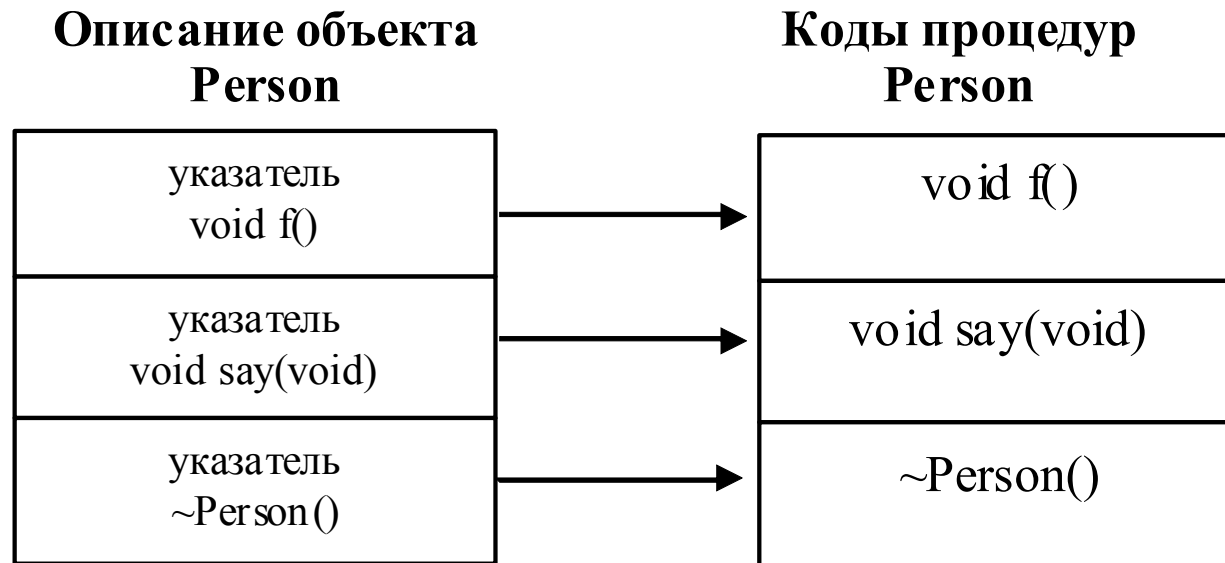 Описание объекта
Person
Коды процедур
Person
указатель
void f()
void f()
указатель
void say(void)
void say(void)
указатель
~Person()
~Person()